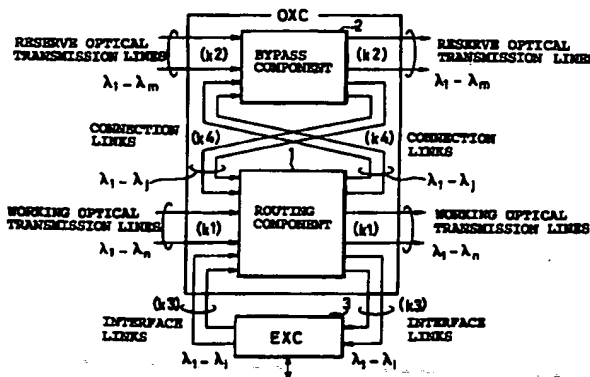 OXC
2
RESERVE OPTICAL
TRANSMISSION LINES
(k2)
BYPASS
COMPONENT
(k2)
RESERVE OPTICAL
TRANSMISSION LINES
λ1 – λm
λ1 – λm
CONNECTION
LINKS
(k4)
(k4)
CONNECTION
LINKS
λ1 – λj
1
λ1 – λj
WORKING OPTICAL
TRANSMISSION LINES
(k1)
ROUTING
COMPONENT
(k1)
WORKING OPTICAL
TRANSMISSION LINES
λ1 – λn
λ1 – λn
(k3)
(k3)
INTERFACE
LINKS
3
EXC
INTERFACE
LINKS
λ1 – λi
λ1 – λi